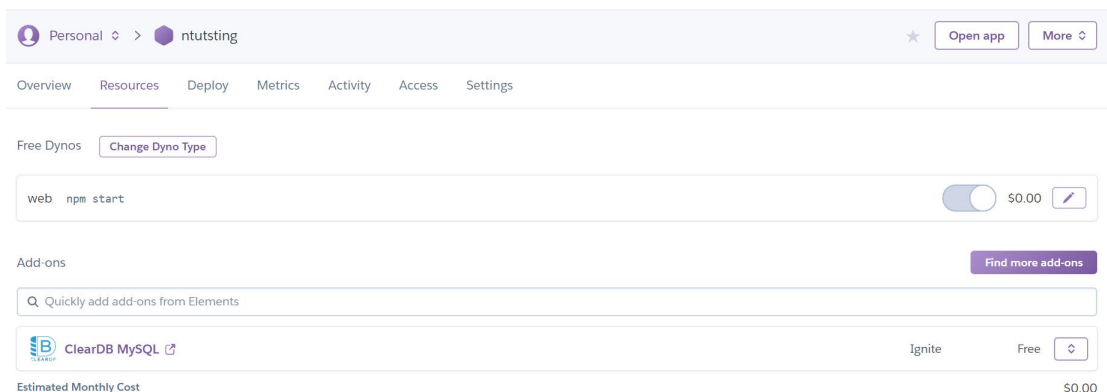 Personal > ntutsting Open app More
Overview Resources Deploy Metrics Activity Access Settings
Free Dynos Change Dyno Type
web npm start $0.00
Add-ons Find more add-ons
Quickly add add-ons from Elements
CLEARDB ClearDB MySQL Ignite Free
Estimated Monthly Cost $0.00